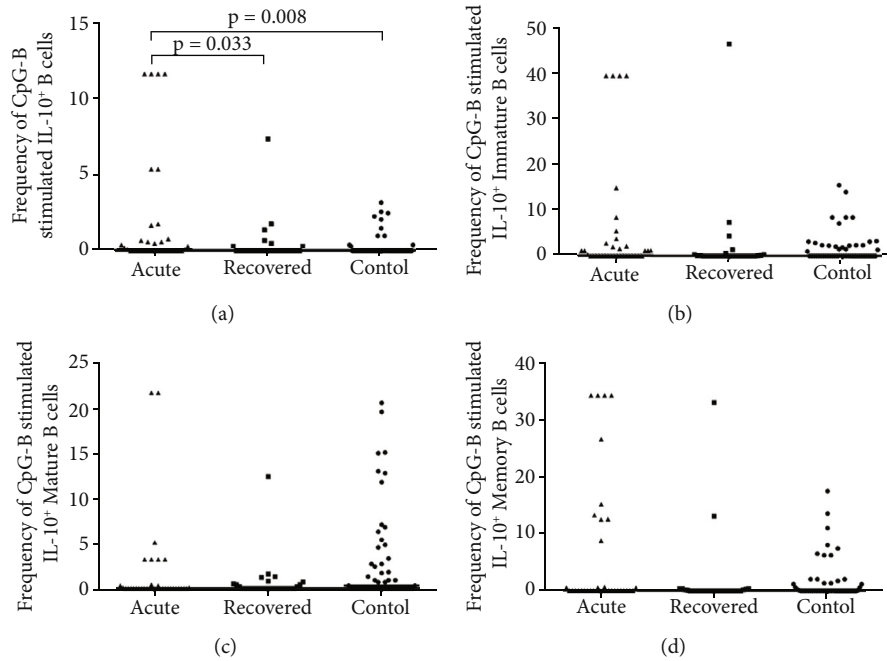 Frequency of CpG-B
stimulated IL-10+ B cells
15
10
5
0
p = 0.008
p = 0.033
Acute
Recovered
Contol
(a)
Frequency of CpG-B stimulated
IL-10+ Immature B cells
50
40
30
20
10
0
Acute
Recovered
Contol
(b)
Frequency of CpG-B stimulated
IL-10+ Mature B cells
25
20
15
10
5
0
Acute
Recovered
Contol
(c)
Frequency of CpG-B stimulated
IL-10+ Memory B cells
40
30
20
10
0
Acute
Recovered
Contol
(d)